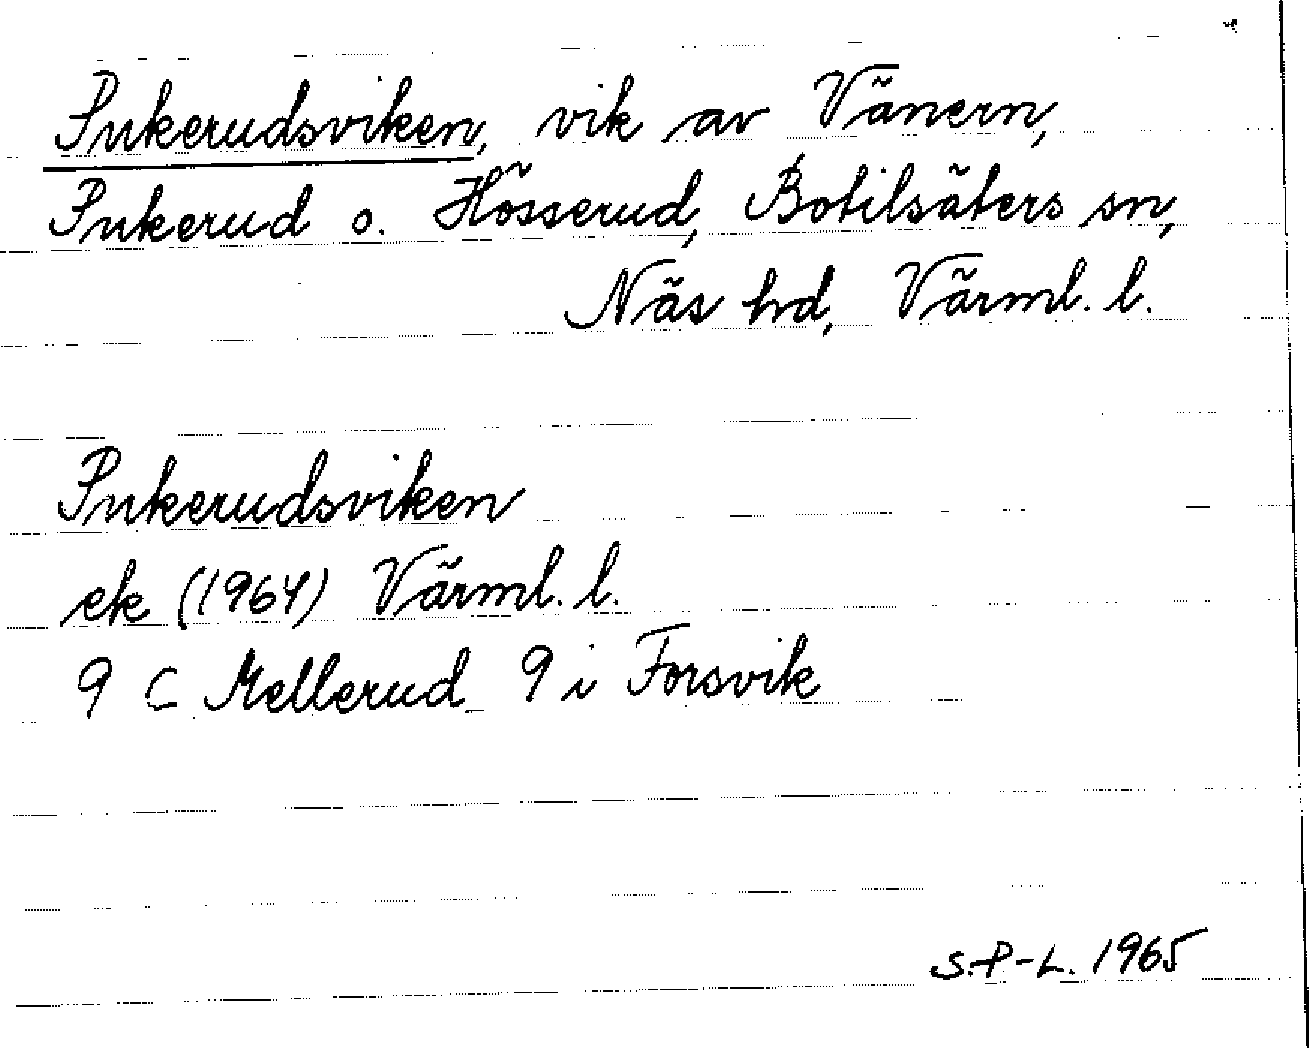 Pukerudsviken, vik av Vänern,
Pukerud o. Hösserud, Botilsäters sn,
Näs hd, Värml. l.
Pukerudsviken
ek (1964) Värml. l.
9 C Mellerud 9 i Forsvik
S.P-L. 1965